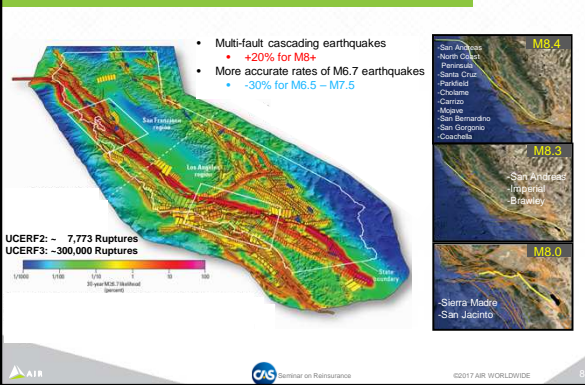 • Multi-fault cascading earthquakes
• +20% for M8+
• More accurate rates of M6.7 earthquakes
• -30% for M6.5 – M7.5
San Francisco
region
Los Angeles
region
State
boundary
UCERF2: ~ 7,773 Ruptures
UCERF3: ~300,000 Ruptures
1/1000 1/100 1/10 1 10 100
30-year M≥6.7 likelihood
(percent)
M8.4
-San Andreas
-North Coast
Peninsula
-Santa Cruz
-Parkfield
-Cholame
-Carrizo
-Mojave
-San Bernardino
-San Gorgonio
-Coachella
M8.3
-San Andreas
-Imperial
-Brawley
M8.0
-Sierra Madre
-San Jacinto
AIR
CAS Seminar on Reinsurance
©2017 AIR WORLDWIDE
8